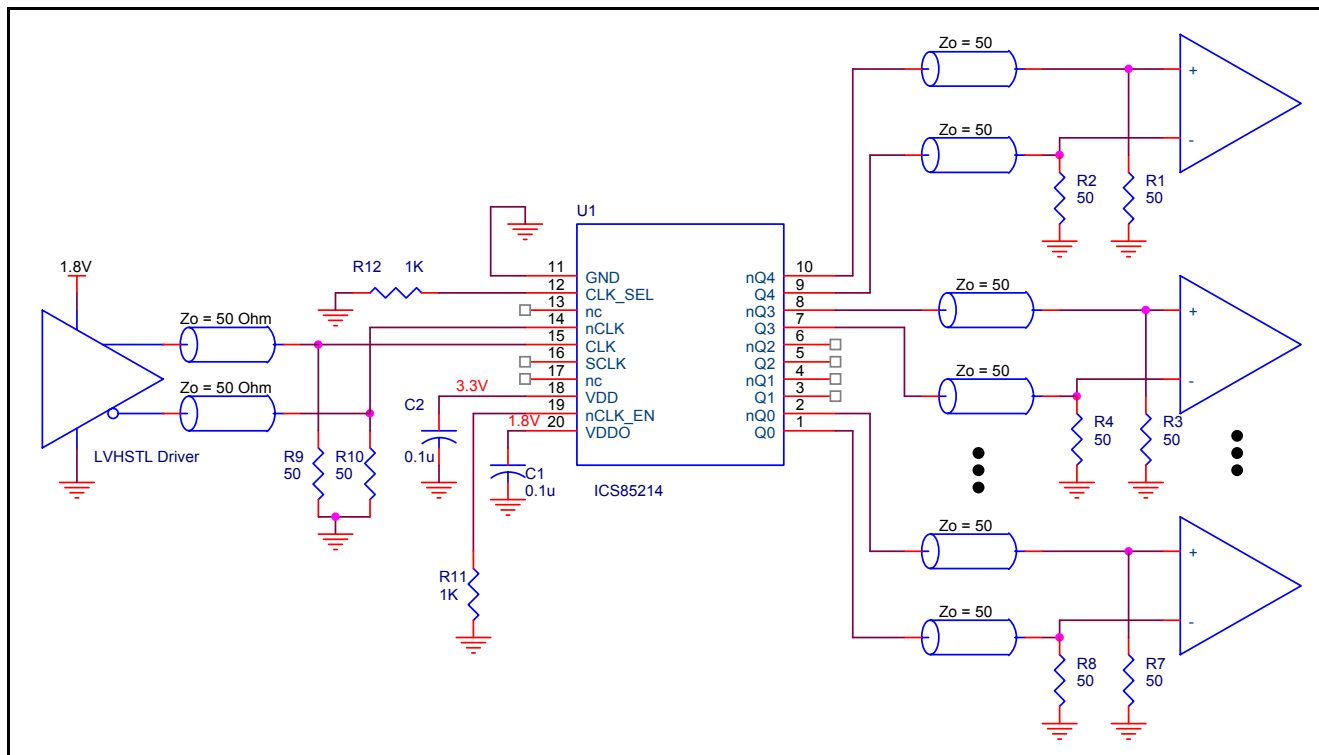 Zo = 50
+
Zo = 50
-
R2
50
R1
50
U1
1.8V
R12 1K
11 GND
12 CLK_SEL
13 nc
14 nCLK
15 CLK
16 SCLK
17 nc
18 VDD
19 nCLK_EN
20 VDDO
nQ4 10
Q4 9
nQ3 8
Q3 7
nQ2 6
Q2 5
nQ1 4
Q1 3
nQ0 2
Q0 1
Zo = 50 Ohm
Zo = 50 Ohm
3.3V
1.8V
C2
0.1u
C1
0.1u
LVHSTL Driver
R9
50
R10
50
ICS85214
R11
1K
Zo = 50
+
Zo = 50
-
R4
50
R3
50
Zo = 50
+
Zo = 50
-
R8
50
R7
50